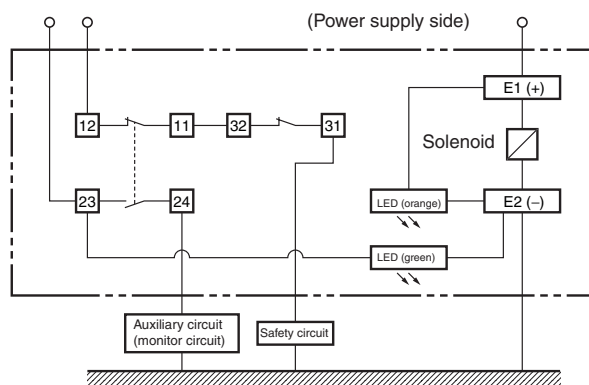 (Power supply side)
E1 (+)
12
11
32
31
Solenoid
23
24
LED (orange)
E2 (−)
LED (green)
Auxiliary circuit
(monitor circuit)
Safety circuit